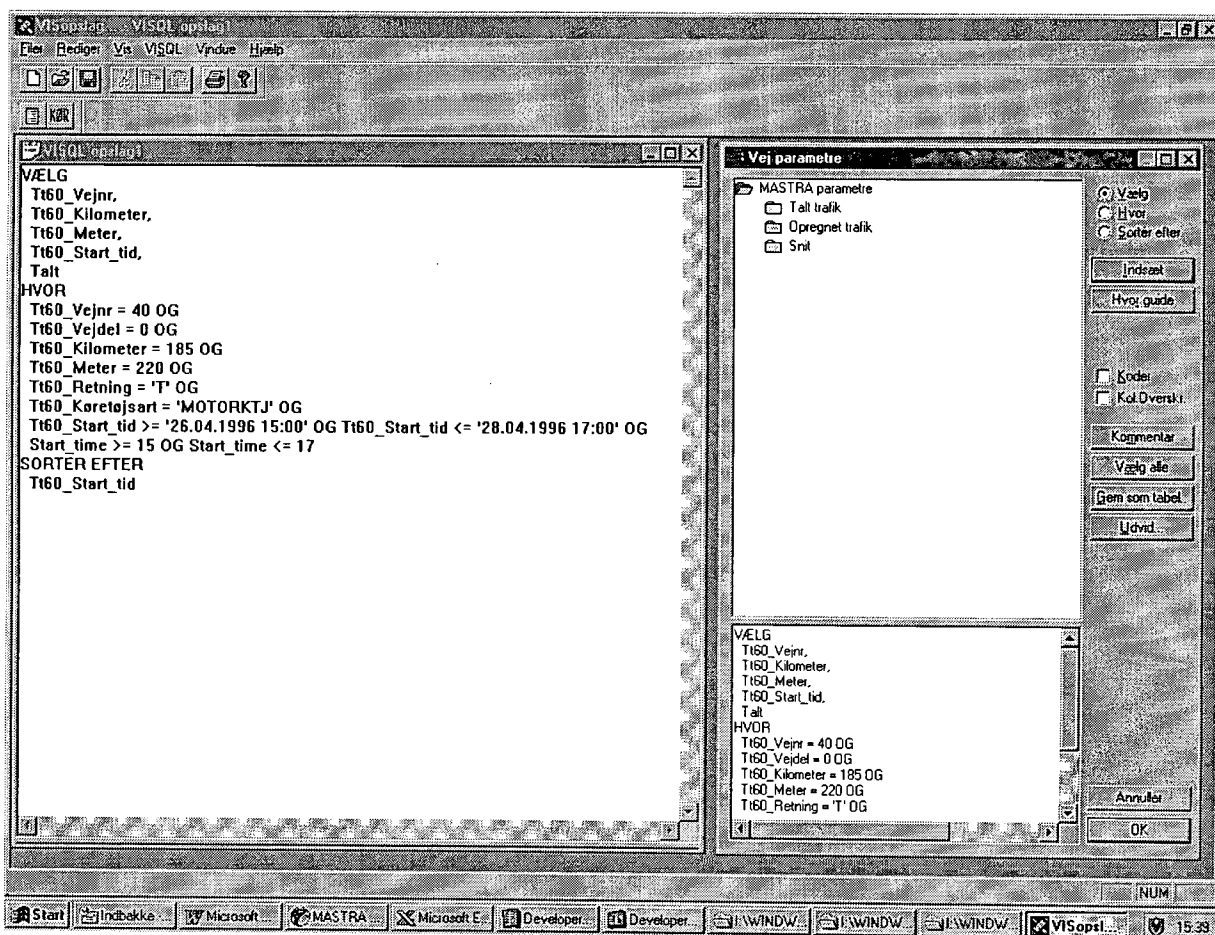 VISopslag - VISQL opslag1
Filer Rediger Vis VISQL Vindue Hjælp
KØR
VISQL opslag1
VÆLG
Tt60_Vejnr,
Tt60_Kilometer,
Tt60_Meter,
Tt60_Start_tid,
Talt
HVOR
Tt60_Vejnr = 40 OG
Tt60_Vejdel = 0 OG
Tt60_Kilometer = 185 OG
Tt60_Meter = 220 OG
Tt60_Retning = 'T' OG
Tt60_Køretøjsart = 'MOTORKTJ' OG
Tt60_Start_tid >= '26.04.1996 15:00' OG Tt60_Start_tid <= '28.04.1996 17:00' OG
Start_time >= 15 OG Start_time <= 17
SORTER EFTER
Tt60_Start_tid
Vej parametre
MASTRA parametre
Talt trafik
Opregnet trafik
Snit
Vælg
Hvor
Sorter efter
Indsæt
Hvor guide
Koder
Kol.Overskr.
Kommentar
Vælg alle
Gem som tabel..
Udvid...
VÆLG
Tt60_Vejnr,
Tt60_Kilometer,
Tt60_Meter,
Tt60_Start_tid,
Talt
HVOR
Tt60_Vejnr = 40 OG
Tt60_Vejdel = 0 OG
Tt60_Kilometer = 185 OG
Tt60_Meter = 220 OG
Tt60_Retning = 'T' OG
Annuller
OK
NUM
Start Indbakke ... Microsoft ... MASTRA ... Microsoft E... Developer... Developer... I:\WINDW... I:\WINDW... I:\WINDW... VISopsl... 15:39